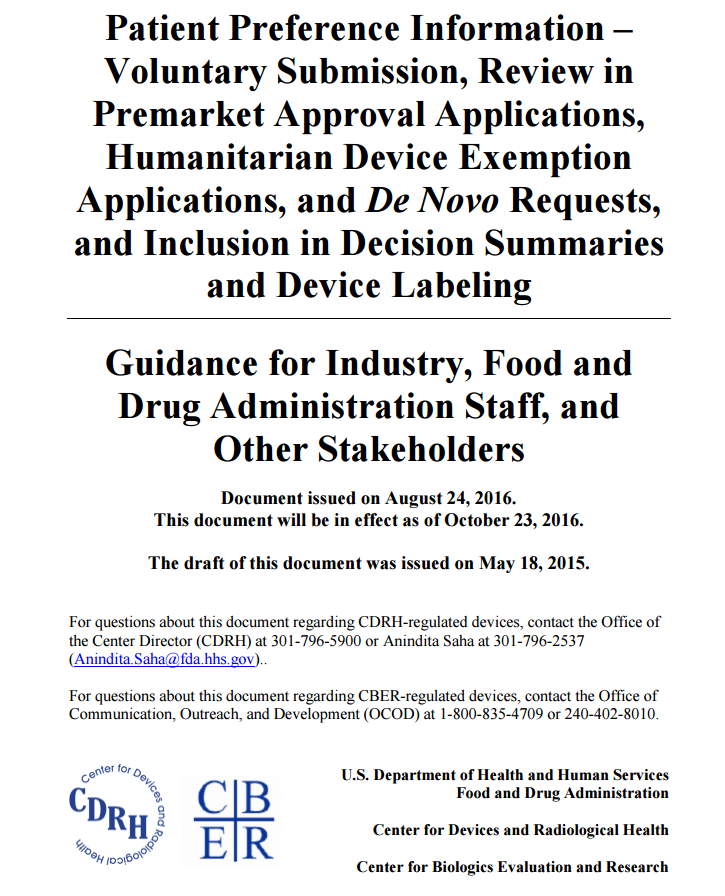 Patient Preference Information –
Voluntary Submission, Review in
Premarket Approval Applications,
Humanitarian Device Exemption
Applications, and De Novo Requests,
and Inclusion in Decision Summaries
and Device Labeling
Guidance for Industry, Food and
Drug Administration Staff, and
Other Stakeholders
Document issued on August 24, 2016.
This document will be in effect as of October 23, 2016.
The draft of this document was issued on May 18, 2015.
For questions about this document regarding CDRH-regulated devices, contact the Office of
the Center Director (CDRH) at 301-796-5900 or Anindita Saha at 301-796-2537
(Anindita.Saha@fda.hhs.gov)..
For questions about this document regarding CBER-regulated devices, contact the Office of
Communication, Outreach, and Development (OCOD) at 1-800-835-4709 or 240-402-8010.
Center for Devices and Radiological Health
CDRH
CB
ER
U.S. Department of Health and Human Services
Food and Drug Administration
Center for Devices and Radiological Health
Center for Biologics Evaluation and Research